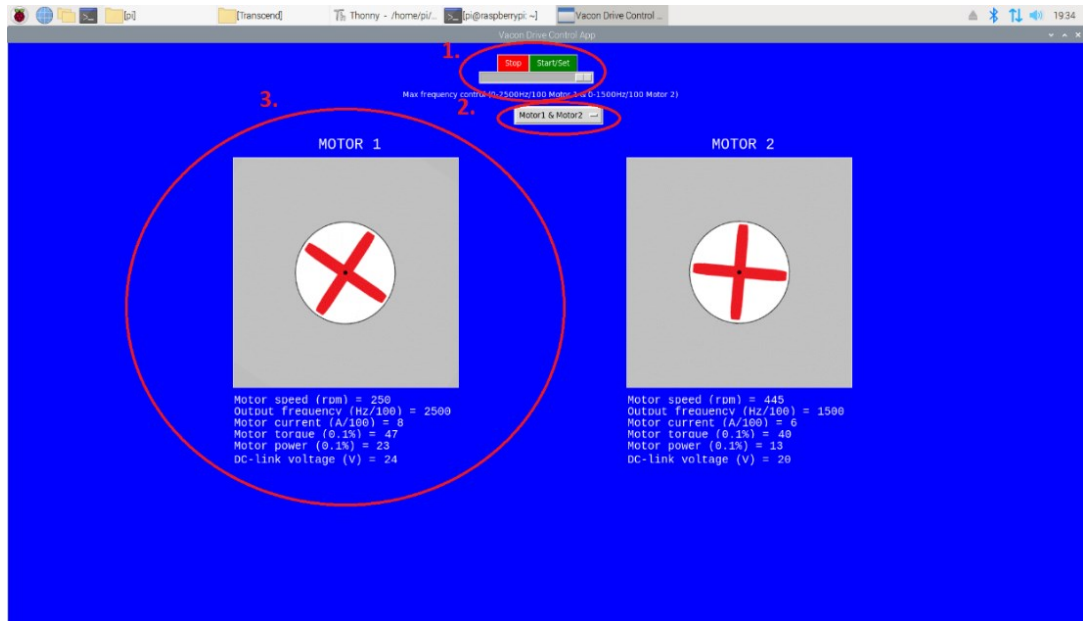 [pi]
[Transcend]
Thonny - /home/pi/...
[pi@raspberrypi: ~]
Vacon Drive Control ...
19:34
Vacon Drive Control App
1.
Stop
Start/Set
Max frequency control (0-2500Hz/100 Motor 1 & 0-1500Hz/100 Motor 2)
2.
Motor1 & Motor2
3.
MOTOR 1
Motor speed (rpm) = 250
Output frequency (Hz/100) = 2500
Motor current (A/100) = 8
Motor torque (0.1%) = 47
Motor power (0.1%) = 23
DC-link voltage (V) = 24
MOTOR 2
Motor speed (rpm) = 445
Output frequency (Hz/100) = 1500
Motor current (A/100) = 6
Motor torque (0.1%) = 40
Motor power (0.1%) = 13
DC-link voltage (V) = 20